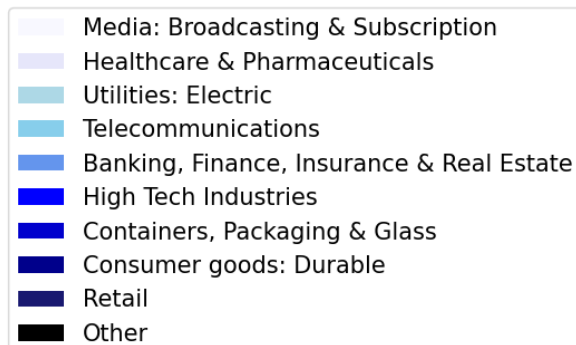 Media: Broadcasting & Subscription
Healthcare & Pharmaceuticals
Utilities: Electric
Telecommunications
Banking, Finance, Insurance & Real Estate
High Tech Industries
Containers, Packaging & Glass
Consumer goods: Durable
Retail
Other